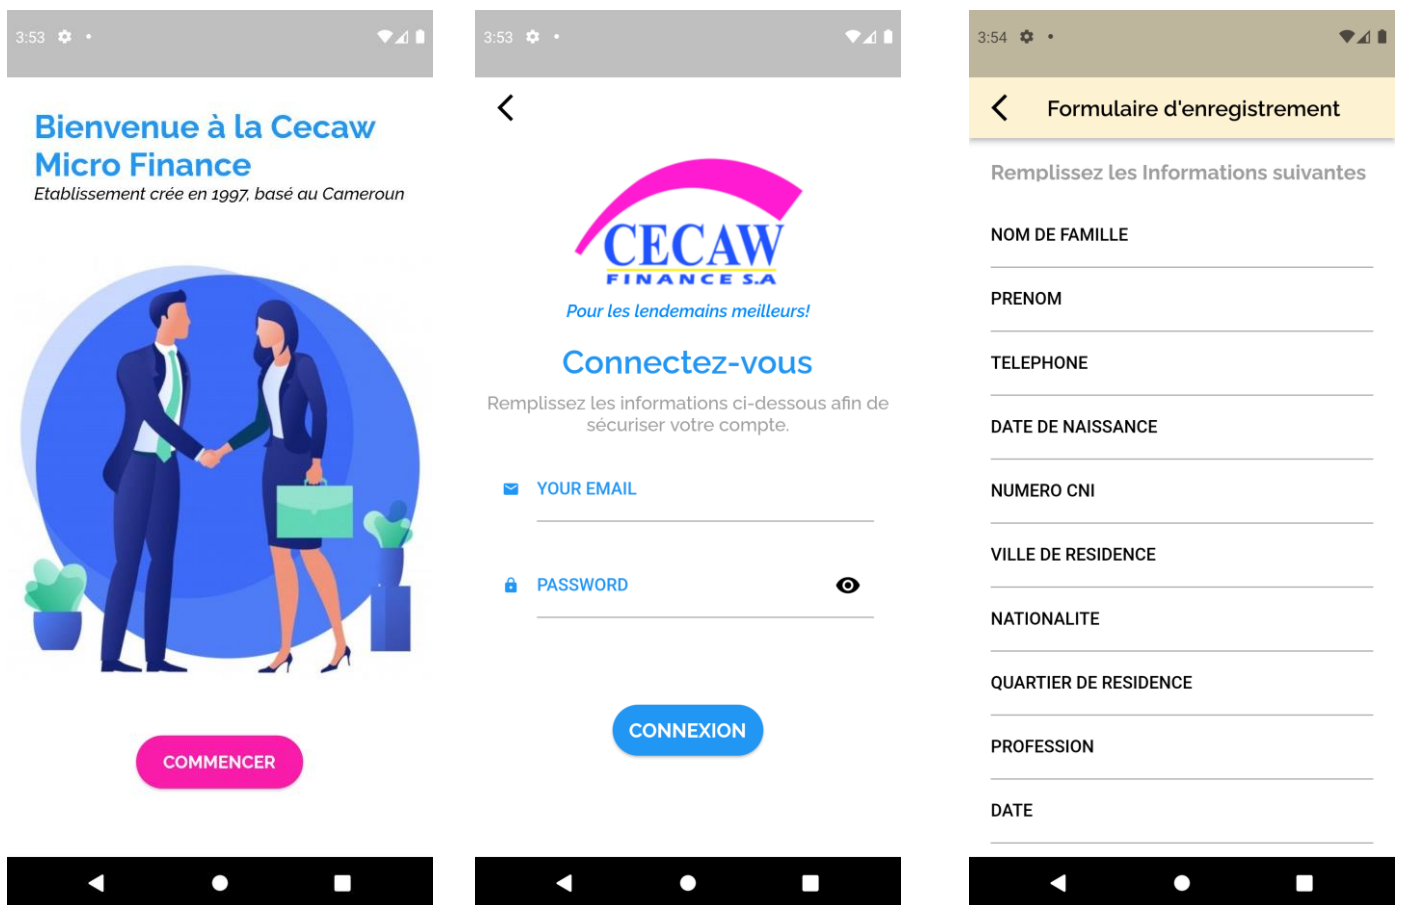 3:53
Bienvenue à la Cecaw
Micro Finance
Etablissement crée en 1997, basé au Cameroun
COMMENCER
3:53
CECAW
FINANCE S.A
Pour les lendemains meilleurs!
Connectez-vous
Remplissez les informations ci-dessous afin de
sécuriser votre compte.
YOUR EMAIL
PASSWORD
CONNEXION
3:54
Formulaire d'enregistrement
Remplissez les Informations suivantes
NOM DE FAMILLE
PRENOM
TELEPHONE
DATE DE NAISSANCE
NUMERO CNI
VILLE DE RESIDENCE
NATIONALITE
QUARTIER DE RESIDENCE
PROFESSION
DATE